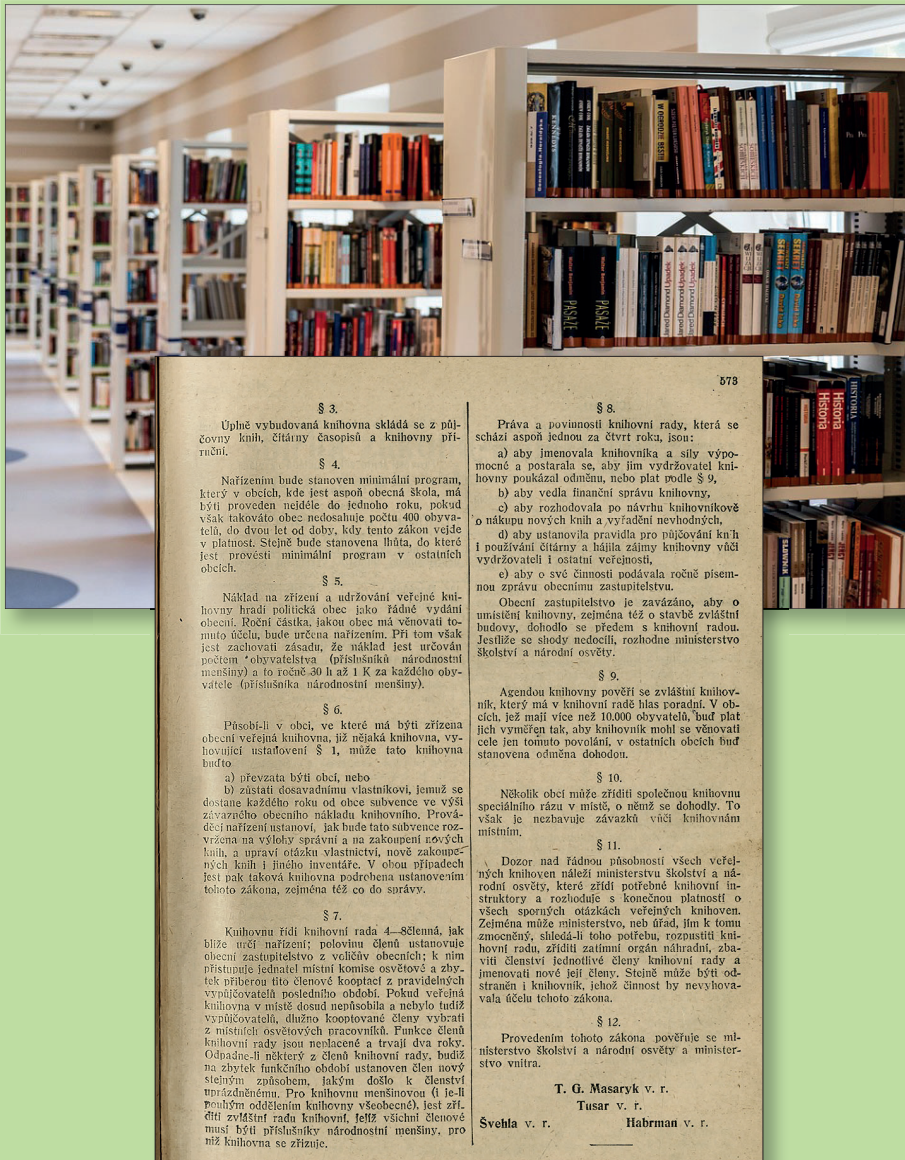 KENNEDY
W OGRODZIE BESTII
PASAŻE
PASAŻE
Jared Diamond Upadek
Jared Diamond Upadek
SEKRET
SEKRET
Historia
Historia
HISTORIA
573
§ 3.
Úplně vybudovaná knihovna skládá se z půj-
čovny knih, čítárny časopisů a knihovny pří-
ruční.
§ 4.
Nařízením bude stanoven minimální program,
který v obcích, kde jest aspoň obecná škola, má
býti proveden nejdéle do jednoho roku, pokud
však takováto obec nedosahuje počtu 400 obyva-
telů, do dvou let od doby, kdy tento zákon vejde
v platnost. Stejně bude stanovena lhůta, do které
jest provésti minimální program v ostatních
obcích.
§ 5.
Náklad na zřízení a udržování veřejné kni-
hovny hradí politická obec jako řádné vydání
obecní. Roční částka, jakou obec má věnovati to-
muto účelu, bude určena nařízením. Při tom však
jest zachovati zásadu, že náklad jest určován
počtem obyvatelstva (příslušníků národnostní
menšiny) a to ročně 30 h až 1 K za každého oby-
vatele (příslušníka národnostní menšiny).
§ 6.
Působí-li v obci, ve které má býti zřízena
obecní veřejná knihovna, již nějaká knihovna, vy-
hovující ustanovení § 1, může tato knihovna
buďto
a) převzata býti obcí, nebo
b) zůstati dosavadnímu vlastníkovi, jemuž se
dostane každého roku od obce subvence ve výši
závazného obecního nákladu knihovního. Prová-
děcí nařízení ustanoví, jak bude tato subvence roz-
vržena na výlohy správní a na zakoupení nových
knih, a upraví otázku vlastnictví, nově zakoupe-
ných knih i jiného inventáře. V obou případech
jest pak taková knihovna podrobena ustanovením
tohoto zákona, zejména též co do správy.
§ 7.
Knihovnu řídí knihovní rada 4—8členná, jak
blíže určí nařízení; polovinu členů ustanovuje
obecní zastupitelstvo z voličův obecních; k nim
přistupuje jednatel místní komise osvětové a zby-
tek přiberou tito členové kooptací z pravidelných
vypůjčovatelů posledního období. Pokud veřejná
knihovna v místě dosud nepůsobila a nebylo tudíž
vypůjčovatelů, dlužno kooptované členy vybrati
z místních osvětových pracovníků. Funkce členů
knihovní rady jsou neplacené a trvají dva roky.
Odpadne-li některý z členů knihovní rady, budiž
na zbytek funkčního období ustanoven člen nový
stejným způsobem, jakým došlo k členství
uprázdněnému. Pro knihovnu menšinovou (i je-li
pouhým oddělením knihovny všeobecné), jest zří-
diti zvláštní radu knihovní, jejíž všichni členové
musí býti příslušníky národnostní menšiny, pro
niž knihovna se zřizuje.
§ 8.
Práva a povinnosti knihovní rady, která se
schází aspoň jednou za čtvrt roku, jsou:
a) aby jmenovala knihovníka a síly výpo-
mocné a postarala se, aby jim vydržovatel kni-
hovny poukázal odměnu, nebo plat podle § 9,
b) aby vedla finanční správu knihovny,
c) aby rozhodovala po návrhu knihovníkově
o nákupu nových knih a vyřadění nevhodných,
d) aby ustanovila pravidla pro půjčování knih
i používání čítárny a hájila zájmy knihovny vůči
vydržovateli i ostatní veřejnosti,
e) aby o své činnosti podávala ročně písem-
nou zprávu obecnímu zastupitelstvu.
Obecní zastupitelstvo je zavázáno, aby o
umístění knihovny, zejména též o stavbě zvláštní
budovy, dohodlo se předem s knihovní radou.
Jestliže se shody nedocílí, rozhodne ministerstvo
školství a národní osvěty.
§ 9.
Agendou knihovny pověří se zvláštní knihov-
ník, který má v knihovní radě hlas poradní. V ob-
cích, jež mají více než 10.000 obyvatelů, buď plat
jich vyměřen tak, aby knihovník mohl se věnovati
cele jen tomuto povolání, v ostatních obcích buď
stanovena odměna dohodou.
§ 10.
Několik obcí může zříditi společnou knihovnu
speciálního rázu v místě, o němž se dohodly. To
však je nezbavuje závazků vůči knihovnám
místním.
§ 11.
Dozor nad řádnou působností všech veřej-
ných knihoven náleží ministerstvu školství a ná-
rodní osvěty, které zřídí potřebné knihovní in-
struktory a rozhoduje s konečnou platností o
všech sporných otázkách veřejných knihoven.
Zejména může ministerstvo, neb úřad, jím k tomu
zmocněný, shledá-li toho potřebu, rozpustiti kni-
hovní radu, zříditi zatímní orgán náhradní, zba-
viti členství jednotlivé členy knihovní rady a
jmenovati nové její členy. Stejně může býti od-
straněn i knihovník, jehož činnost by nevyhova-
vala účelu tohoto zákona.
§ 12.
Provedením tohoto zákona pověřuje se mi-
nisterstvo školství a národní osvěty a minister-
stvo vnitra.
T. G. Masaryk v. r.
Tusar v. r.
Švehla v. r. Habrman v. r.